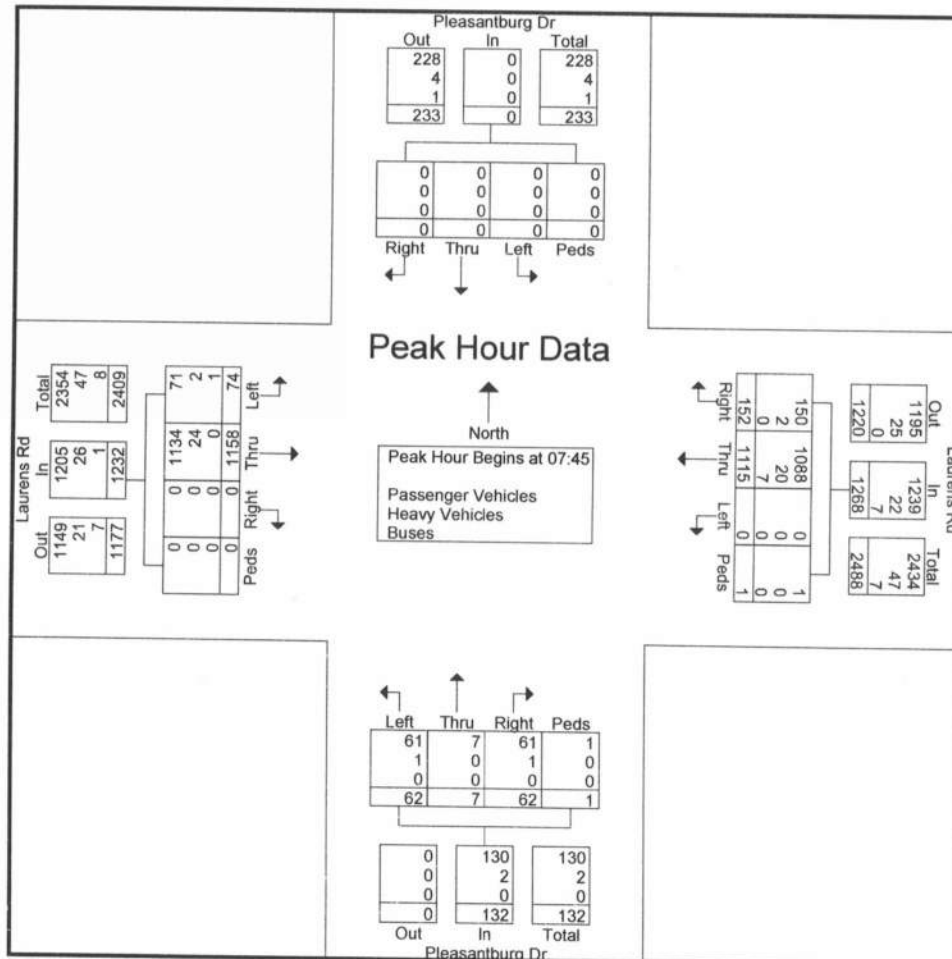 Pleasantburg Dr
Out In Total
228 0 228
4 0 4
1 0 1
233 0 233
0 0 0 0
0 0 0 0
0 0 0 0
0 0 0 0
Right Thru Left Peds
Peak Hour Data
North
Peak Hour Begins at 07:45
Passenger Vehicles
Heavy Vehicles
Buses
Laurens Rd
Out In Total
1149 1205 2354
21 26 47
7 1 8
1177 1232 2409
71 1134 0 0
2 24 0 0
1 0 0 0
74 1158 0 0
Left Thru Right Peds
Out In Total
1195 1239 2434
25 22 47
0 7 7
1220 1268 2488
150 1088 0 1
2 20 0 0
0 7 0 0
152 1115 0 1
Right Thru Left Peds
Left Thru Right Peds
61 7 61 1
1 0 1 0
0 0 0 0
62 7 62 1
0 130 130
0 2 2
0 0 0
0 132 132
Out In Total
Pleasantburg Dr